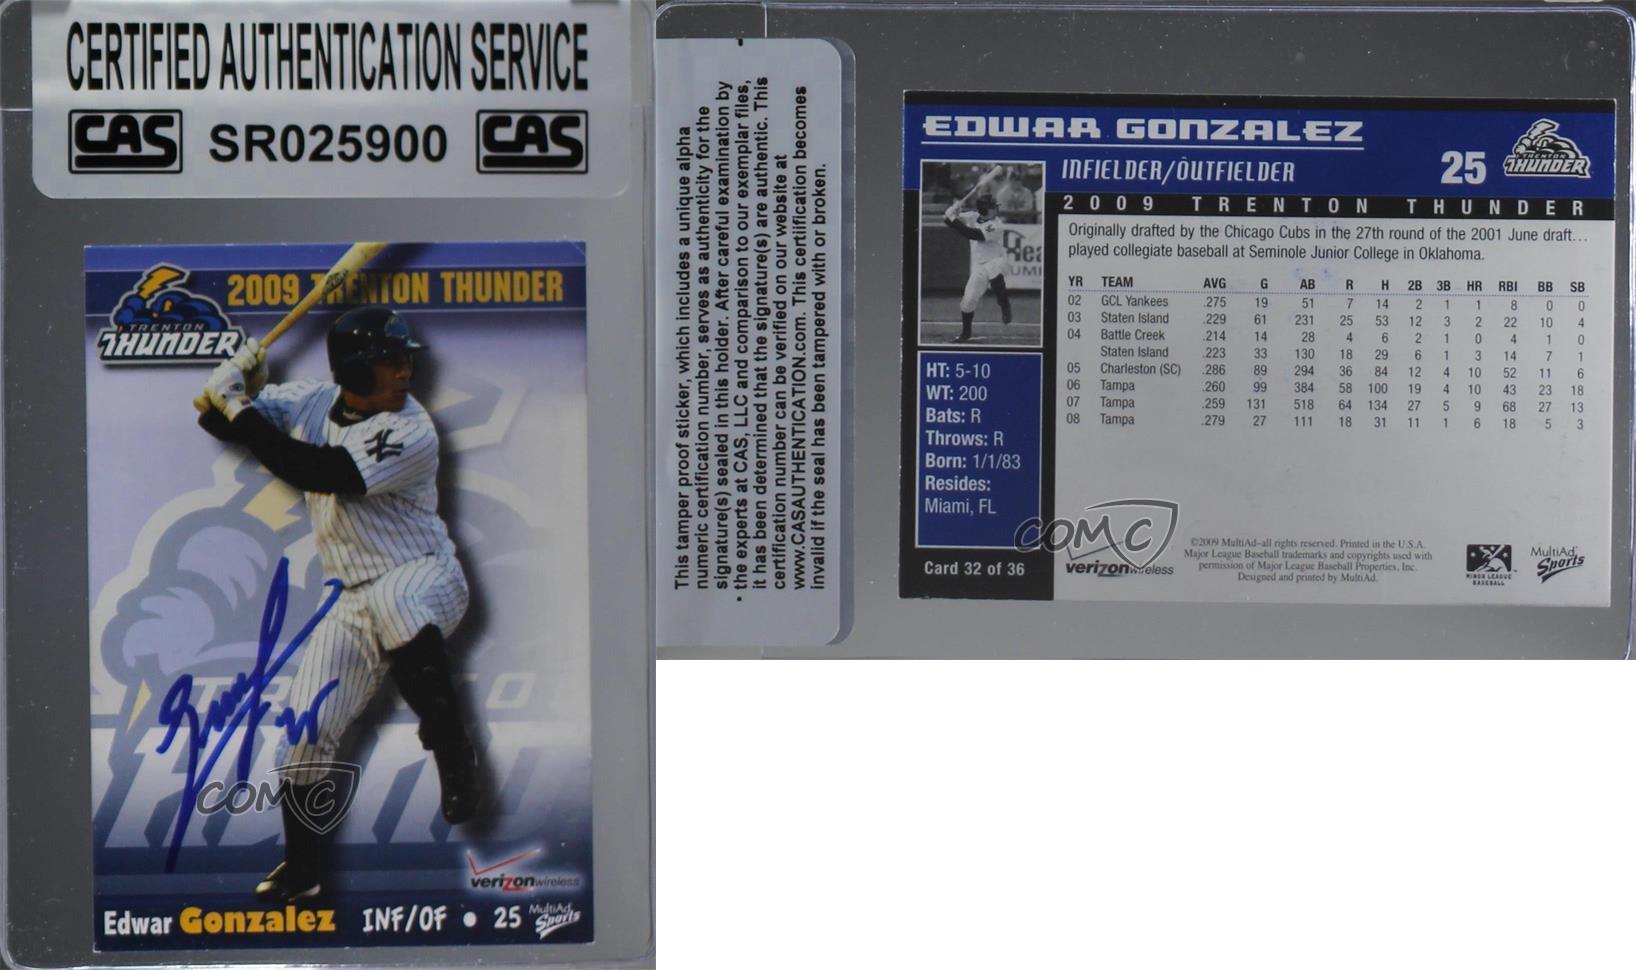 CERTIFIED AUTHENTICATION SERVICE
CAS SR025900 CAS
2009 TRENTON THUNDER
TRENTON
THUNDER
COMC
verizonwireless
Edwar Gonzalez INF/OF • 25 MultiAd Sports
This tamper proof sticker, which includes a unique alpha
numeric certification number, serves as authenticity for the
signature(s) sealed in this holder. After careful examination by
the experts at CAS, LLC and comparison to our exemplar files,
it has been determined that the signature(s) are authentic. This
certification number can be verified on our website at
www.CASAUTHENTICATION.com. This certification becomes
invalid if the seal has been tampered with or broken.
EDWAR GONZALEZ
INFIELDER/OUTFIELDER
25
TRENTON
THUNDER
2009 TRENTON THUNDER
Originally drafted by the Chicago Cubs in the 27th round of the 2001 June draft...
played collegiate baseball at Seminole Junior College in Oklahoma.
YR TEAM AVG G AB R H 2B 3B HR RBI BB SB
02 GCL Yankees .275 19 51 7 14 2 1 1 8 0 0
03 Staten Island .229 61 231 25 53 12 3 2 22 10 4
04 Battle Creek .214 14 28 4 6 2 1 0 4 1 0
Staten Island .223 33 130 18 29 6 1 3 14 7 1
05 Charleston (SC) .286 89 294 36 84 12 4 10 52 11 6
06 Tampa .260 99 384 58 100 19 4 10 43 23 18
07 Tampa .259 131 518 64 134 27 5 9 68 27 13
08 Tampa .279 27 111 18 31 11 1 6 18 5 3
HT: 5-10
WT: 200
Bats: R
Throws: R
Born: 1/1/83
Resides:
Miami, FL
Card 32 of 36
COMC
verizonwireless
©2009 MultiAd–all rights reserved. Printed in the U.S.A.
Major League Baseball trademarks and copyrights used with
permission of Major League Baseball Properties, Inc.
Designed and printed by MultiAd.
MINOR LEAGUE
BASEBALL
MultiAd
Sports